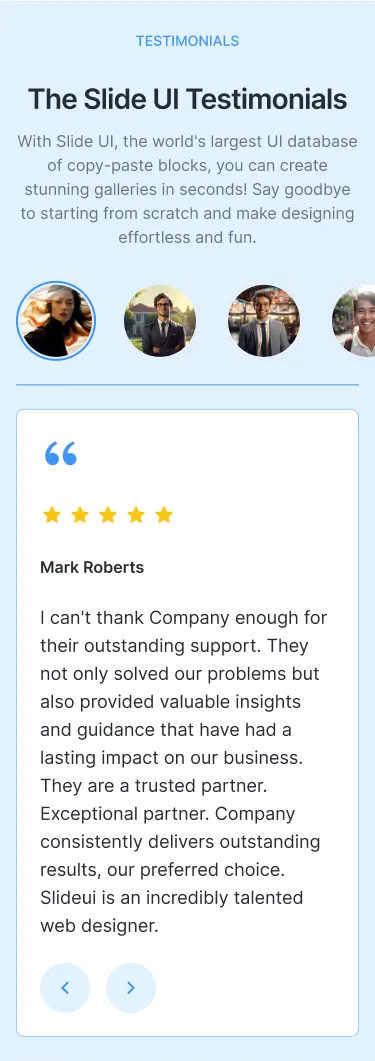 TESTIMONIALS
The Slide UI Testimonials
With Slide UI, the world's largest UI database
of copy-paste blocks, you can create
stunning galleries in seconds! Say goodbye
to starting from scratch and make designing
effortless and fun.
“
Mark Roberts
I can't thank Company enough for
their outstanding support. They
not only solved our problems but
also provided valuable insights
and guidance that have had a
lasting impact on our business.
They are a trusted partner.
Exceptional partner. Company
consistently delivers outstanding
results, our preferred choice.
Slideui is an incredibly talented
web designer.